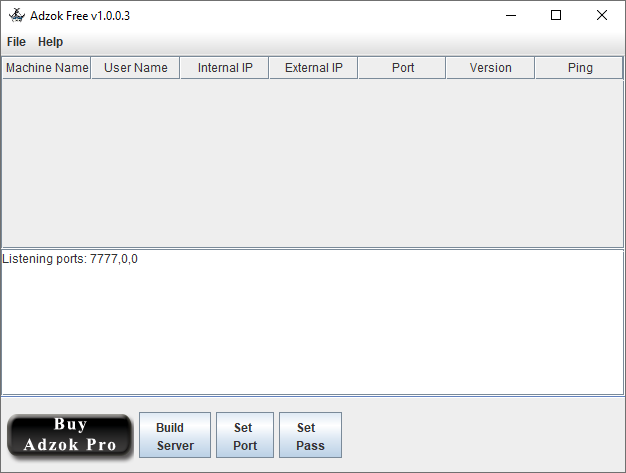 Adzok Free v1.0.0.3
File Help
Machine Name User Name Internal IP External IP Port Version Ping
Listening ports: 7777,0,0
Buy
Adzok Pro
Build
Server
Set
Port
Set
Pass